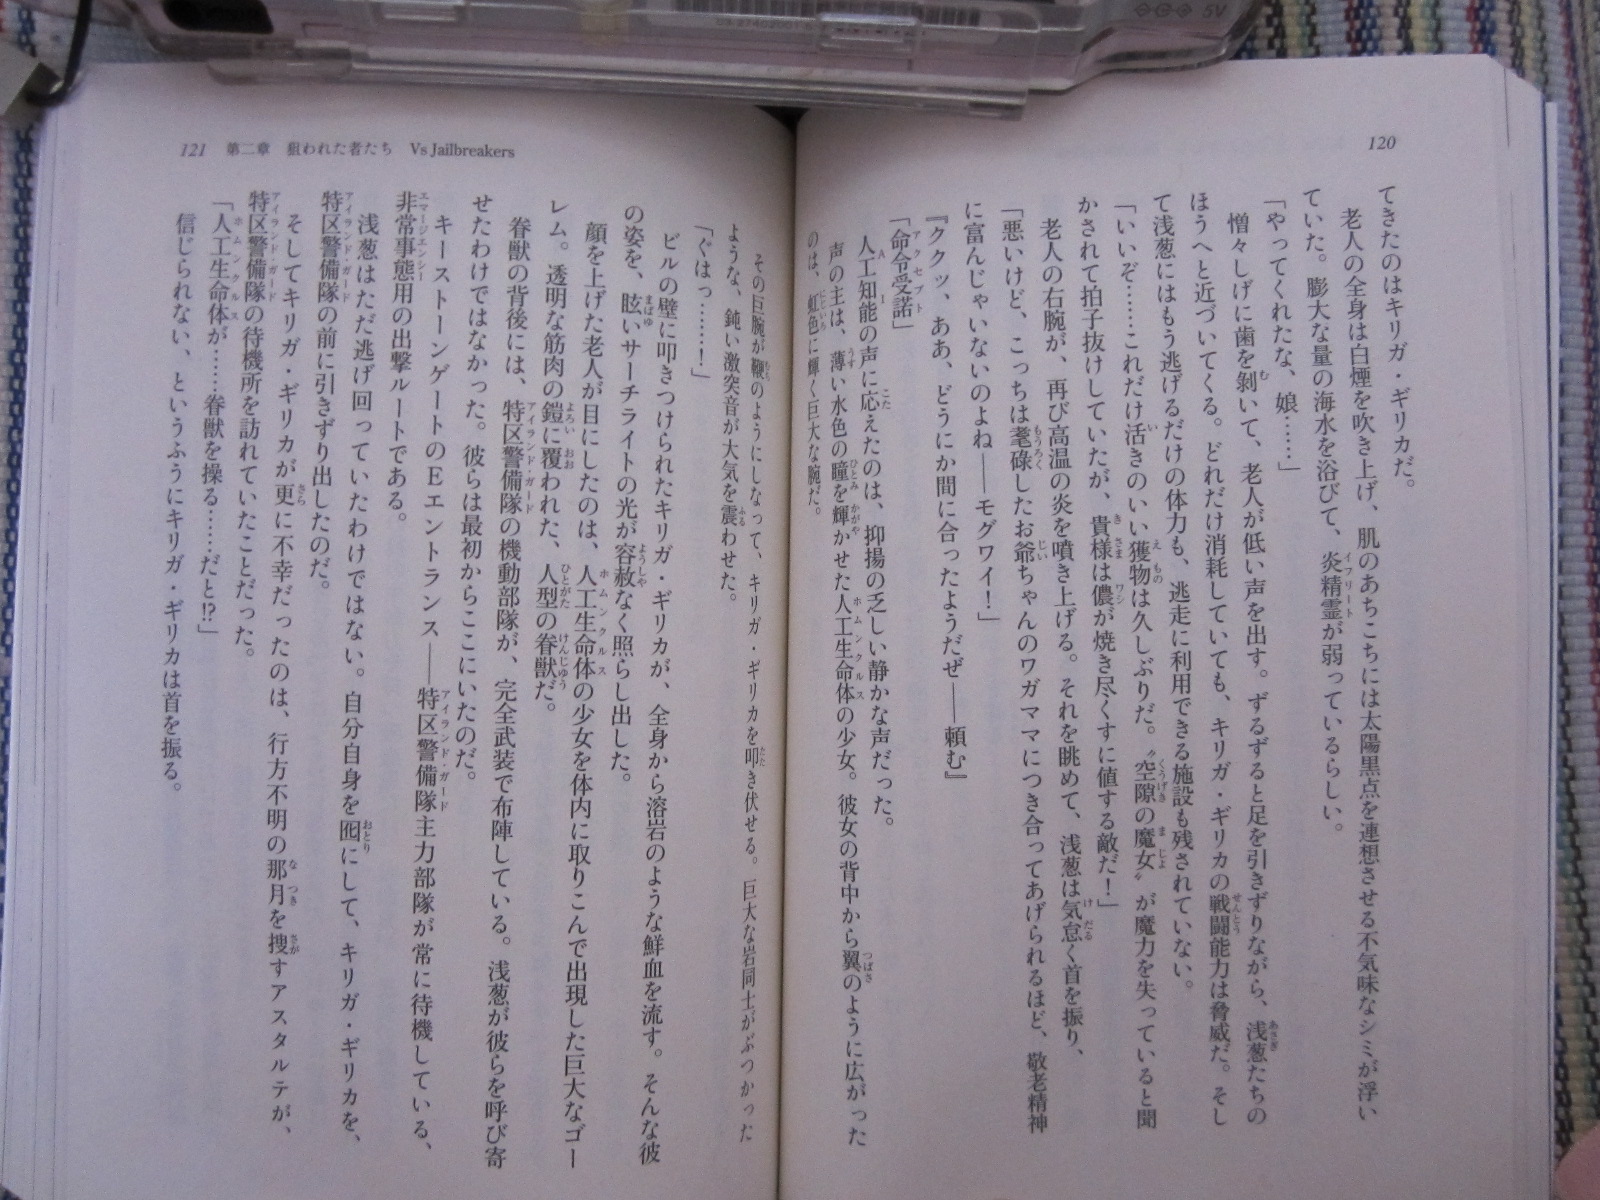 120
てきたのはキリガ・ギリカだ。
老人の全身は白煙を吹き上げ、肌のあちこちには太陽黒点を連想させる不気味なシミが浮い
ていた。膨大な量の海水を浴びて、炎精霊が弱っているらしい。
「やってくれたな、娘……」
憎々しげに歯を剝いて、老人が低い声を出す。ずるずると足を引きずりながら、浅葱たちの
ほうへと近づいてくる。どれだけ消耗していても、キリガ・ギリカの戦闘能力は脅威だ。そし
て浅葱にはもう逃げるだけの体力も、逃走に利用できる施設も残されていない。
「いいぞ……これだけ活きのいい獲物は久しぶりだ。“空隙の魔女”が魔力を失っていると聞
かされて拍子抜けしていたが、貴様は儂が焼き尽くすに値する敵だ！」
老人の右腕が、再び高温の炎を噴き上げる。それを眺めて、浅葱は気怠く首を振り、
「悪いけど、こっちは耄碌したお爺ちゃんのワガママにつき合ってあげられるほど、敬老精神
に富んじゃいないのよね――モグワイ！」
『ククッ、ああ、どうにか間に合ったようだぜ――頼む』
「命令受諾」
人工知能の声に応えたのは、抑揚の乏しい静かな声だった。
声の主は、薄い水色の瞳を輝かせた人工生命体の少女。彼女の背中から翼のように広がった
のは、虹色に輝く巨大な腕だ。
その巨腕が鞭のようにしなって、キリガ・ギリカを叩き伏せる。巨大な岩同士がぶつかった
ような、鈍い激突音が大気を震わせた。
「ぐはっ……！」
ビルの壁に叩きつけられたキリガ・ギリカが、全身から溶岩のような鮮血を流す。そんな彼
の姿を、眩いサーチライトの光が容赦なく照らし出した。
顔を上げた老人が目にしたのは、人工生命体の少女を体内に取りこんで出現した巨大なゴー
レム。透明な筋肉の鎧に覆われた、人型の眷獣だ。
眷獣の背後には、特区警備隊の機動部隊が、完全武装で布陣している。浅葱が彼らを呼び寄
せたわけではなかった。彼らは最初からここにいたのだ。
キーストーンゲートのEエントランス――特区警備隊主力部隊が常に待機している、
非常事態用の出撃ルートである。
浅葱はただ逃げ回っていたわけではない。自分自身を囮にして、キリガ・ギリカを、
特区警備隊の前に引きずり出したのだ。
そしてキリガ・ギリカが更に不幸だったのは、行方不明の那月を捜すアスタルテが、
特区警備隊の待機所を訪れていたことだった。
「人工生命体が……眷獣を操る……だと!?」
信じられない、というふうにキリガ・ギリカは首を振る。
121 第二章 狙われた者たち Vs Jailbreakers
5V